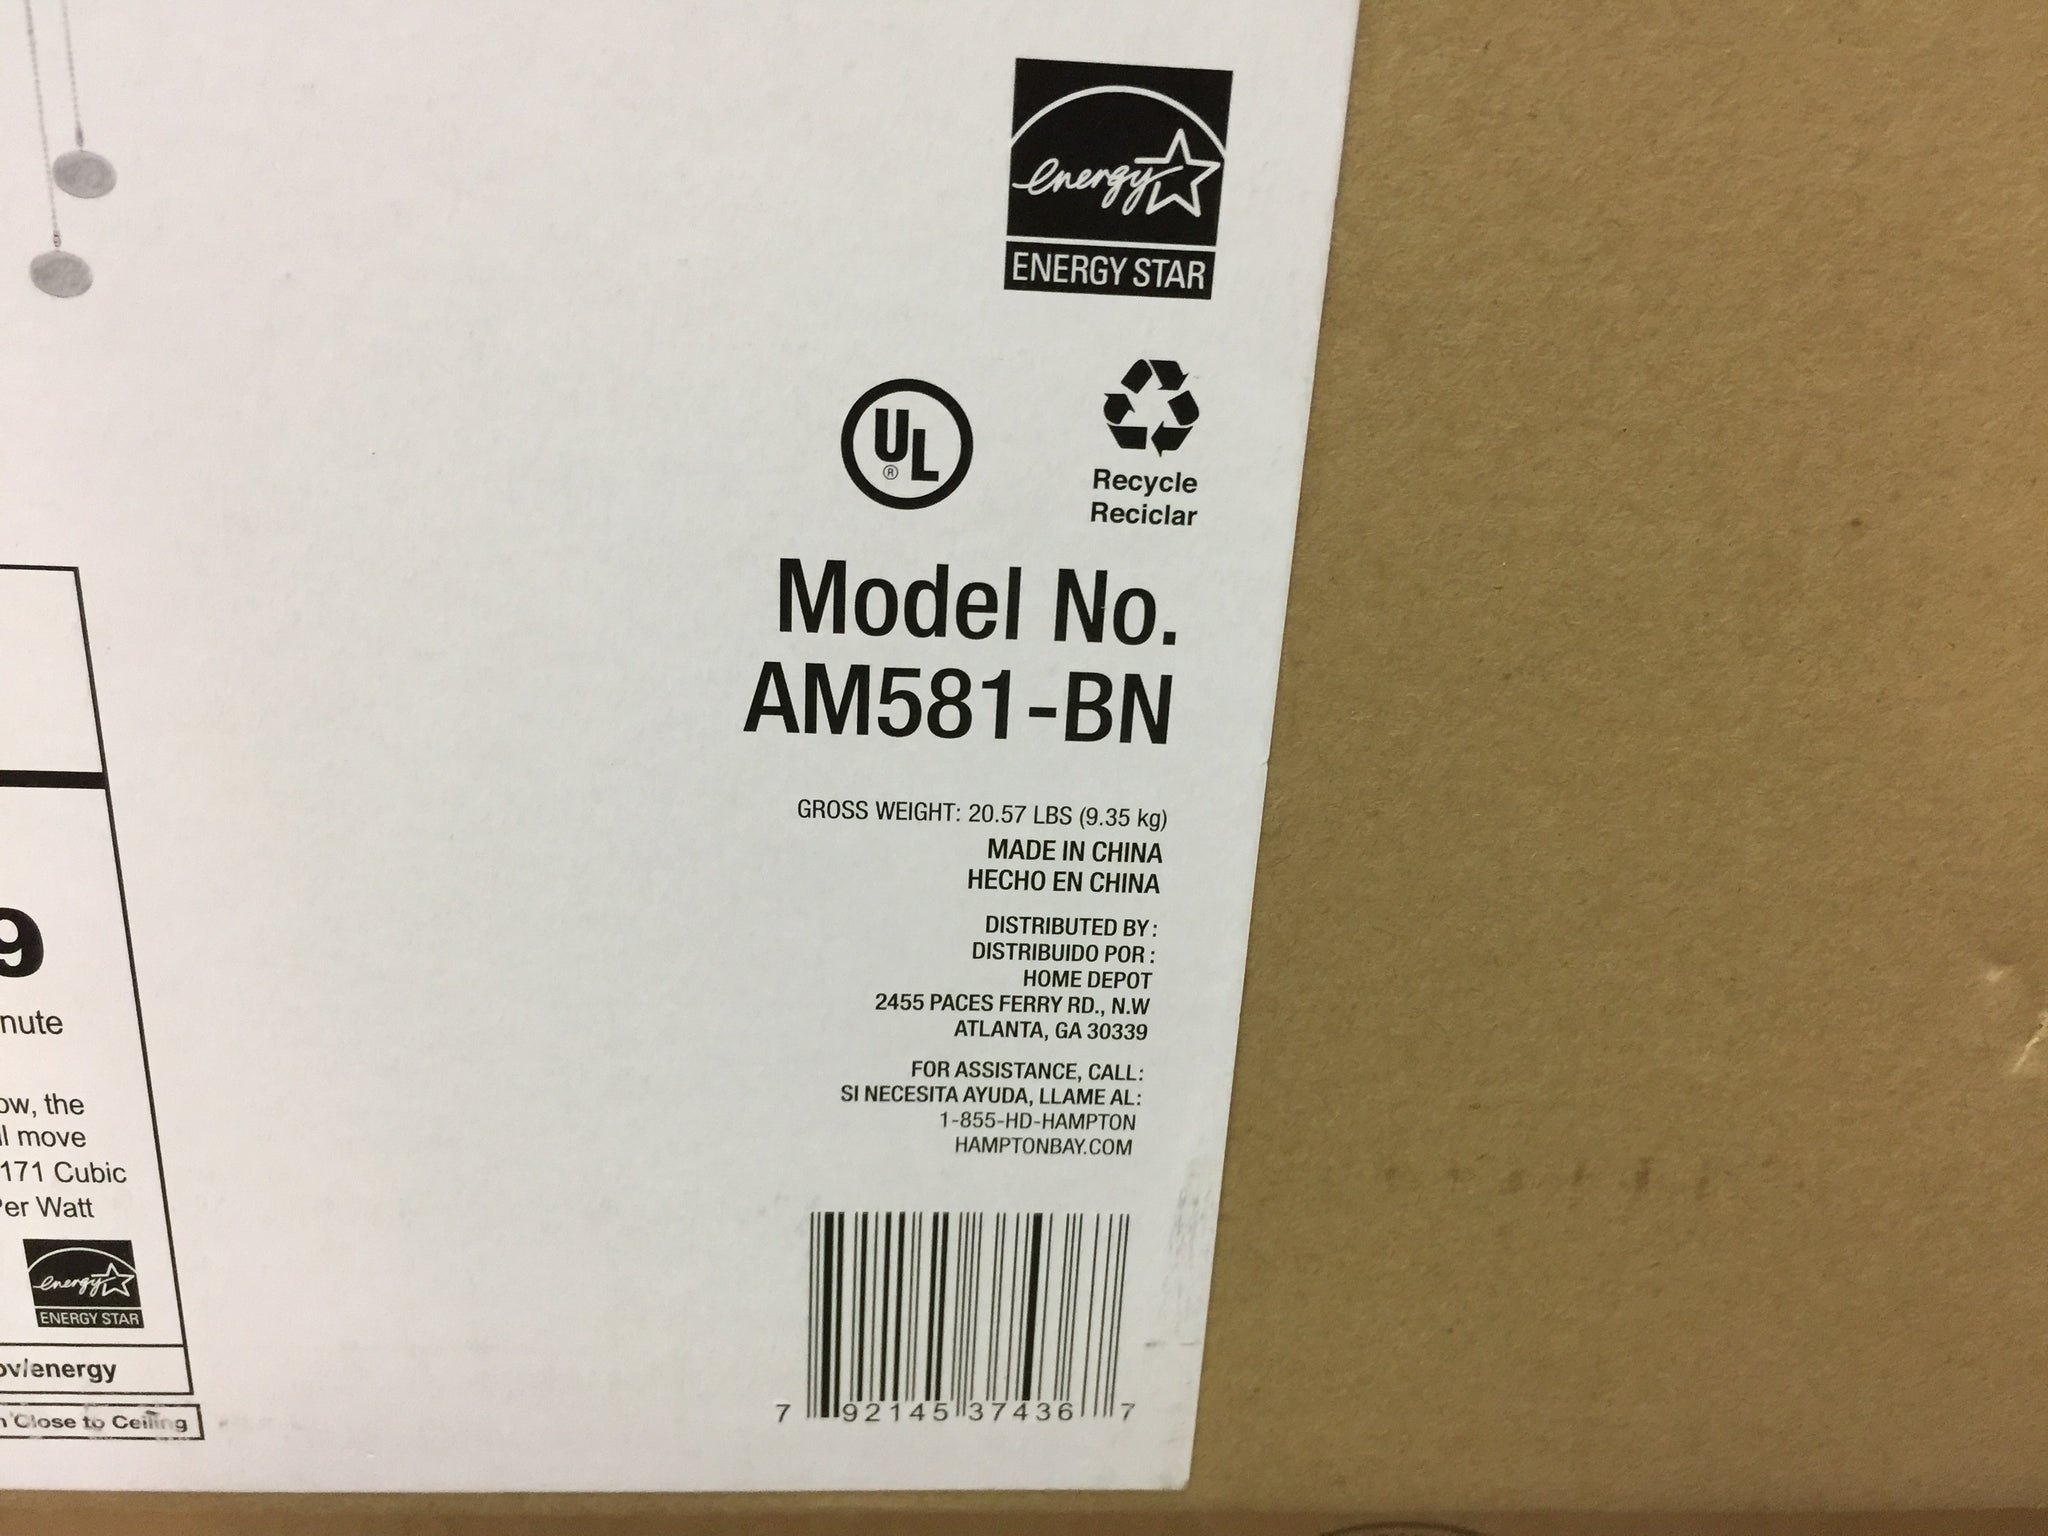 energy
ENERGY STAR
UL
®
Recycle
Reciclar
Model No.
AM581-BN
GROSS WEIGHT: 20.57 LBS (9.35 kg)
MADE IN CHINA
HECHO EN CHINA
DISTRIBUTED BY:
DISTRIBUIDO POR :
HOME DEPOT
2455 PACES FERRY RD., N.W
ATLANTA, GA 30339
FOR ASSISTANCE, CALL:
SI NECESITA AYUDA, LLAME AL:
1-855-HD-HAMPTON
HAMPTONBAY.COM
7 92145 37436 7
9
nute
ow, the
ll move
171 Cubic
Per Watt
energy
ENERGY STAR
ov/energy
Close to Ceiling